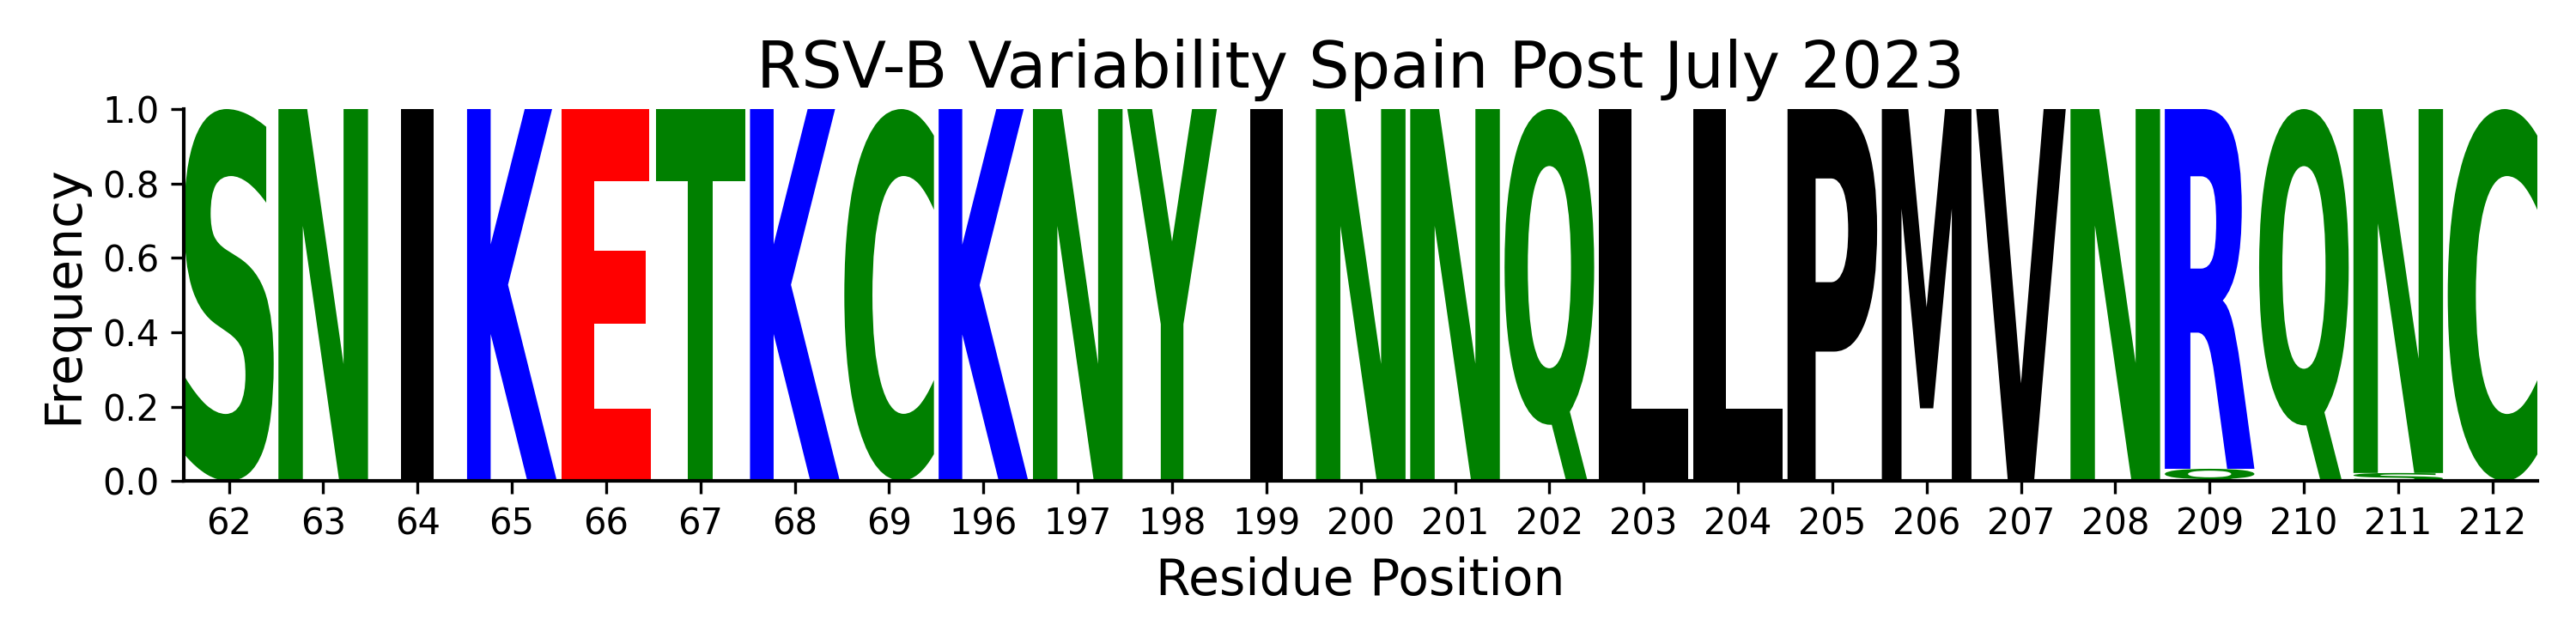 RSV-B Variability Spain Post July 2023
1.0
0.8
0.6
0.4
0.2
0.0
Frequency
SNIKETKCKNYINNQLLPMVNRQNC
62 63 64 65 66 67 68 69 196 197 198 199 200 201 202 203 204 205 206 207 208 209 210 211 212
Residue Position